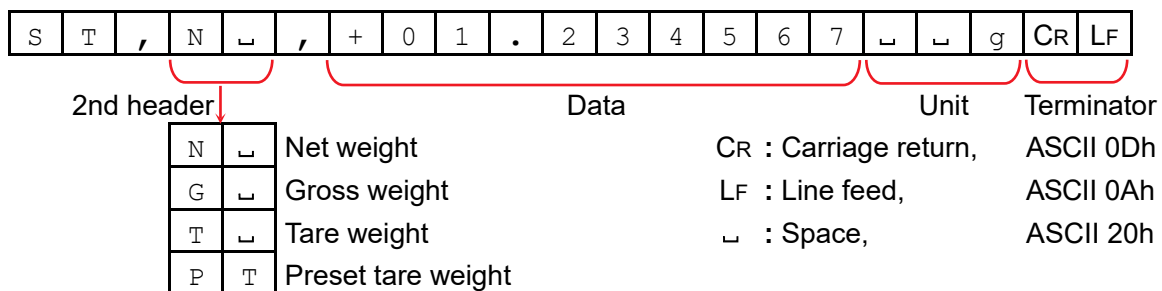 S T , N ␣ , + 0 1 . 2 3 4 5 6 7 ␣ ␣ g CR LF
2nd header Data Unit Terminator
N ␣ Net weight CR : Carriage return, ASCII 0Dh
G ␣ Gross weight LF : Line feed, ASCII 0Ah
T ␣ Tare weight ␣ : Space, ASCII 20h
P T Preset tare weight